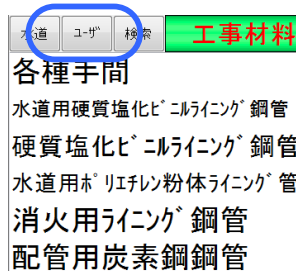 水道 ﾕｰｻﾞ 検索 工事材料
各種手間
水道用硬質塩化ﾋﾞﾆﾙﾗｲﾆﾝｸﾞ鋼管
硬質塩化ﾋﾞﾆﾙﾗｲﾆﾝｸﾞ鋼管
水道用ﾎﾟﾘｴﾁﾚﾝ粉体ﾗｲﾆﾝｸﾞ管
消火用ﾗｲﾆﾝｸﾞ鋼管
配管用炭素鋼鋼管